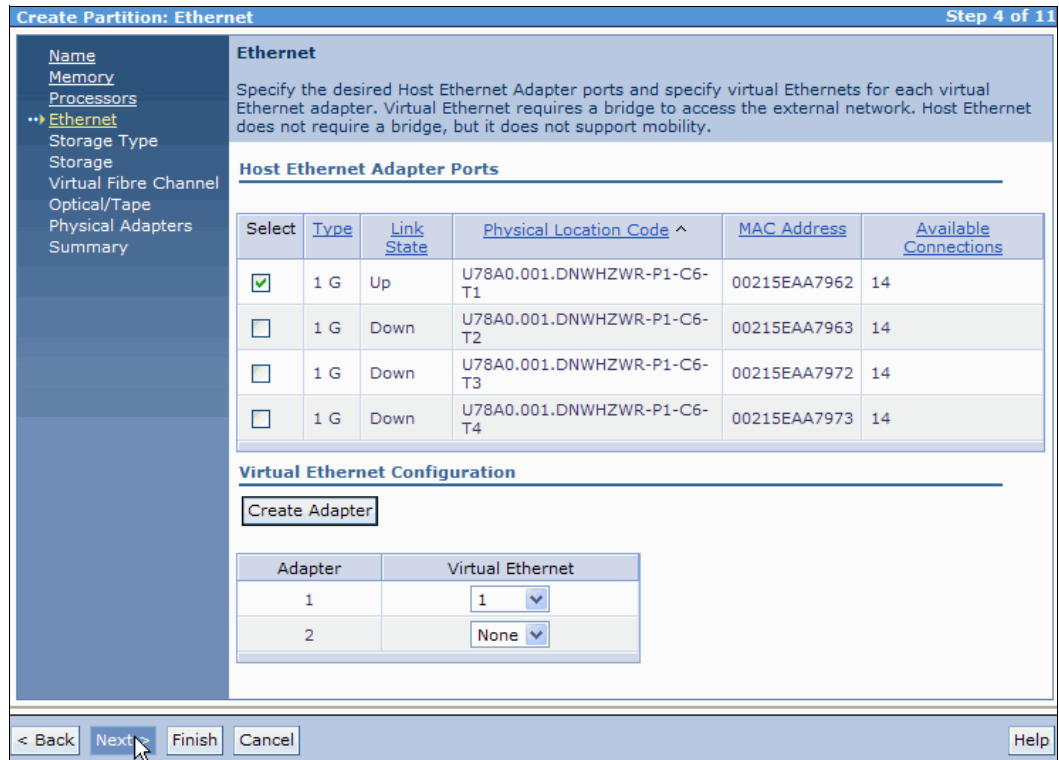 Create Partition: Ethernet Step 4 of 11
Name
Memory
Processors
Ethernet
Storage Type
Storage
Virtual Fibre Channel
Optical/Tape
Physical Adapters
Summary
Ethernet
Specify the desired Host Ethernet Adapter ports and specify virtual Ethernets for each virtual
Ethernet adapter. Virtual Ethernet requires a bridge to access the external network. Host Ethernet
does not require a bridge, but it does not support mobility.
Host Ethernet Adapter Ports
Select Type Link State Physical Location Code MAC Address Available Connections
1 G Up U78A0.001.DNWHZWR-P1-C6-T1 00215EAA7962 14
1 G Down U78A0.001.DNWHZWR-P1-C6-T2 00215EAA7963 14
1 G Down U78A0.001.DNWHZWR-P1-C6-T3 00215EAA7972 14
1 G Down U78A0.001.DNWHZWR-P1-C6-T4 00215EAA7973 14
Virtual Ethernet Configuration
Create Adapter
Adapter Virtual Ethernet
1 1
2 None
< Back Next > Finish Cancel Help